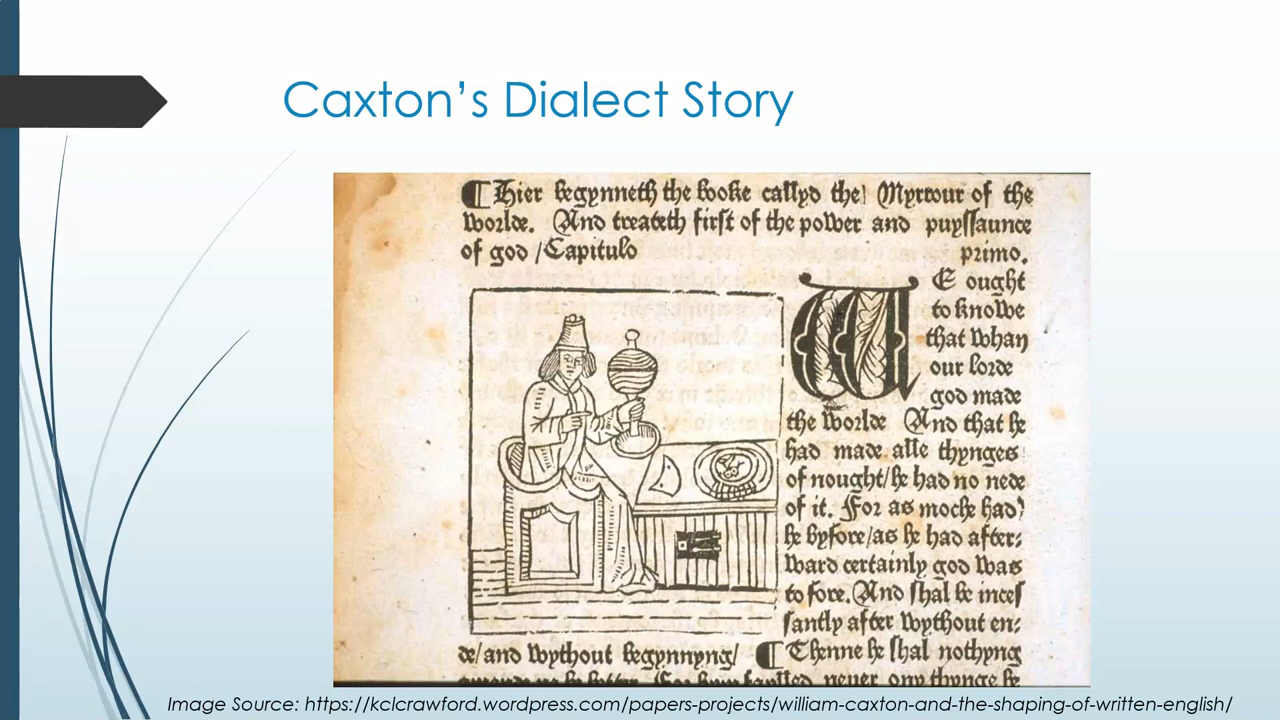 Caxton’s Dialect Story
¶ Hier begynneth the booke callyd the Myrrour of the
worlde. And treateth first of the power and puyssaunce
of god / Capitulo primo.
WE ought
to knowe
that whan
our lorde
god made
the worlde And that he
had made alle thynges
of nought/he had no nede
of it. For as moche had
he byfore/as he had after⸗
ward certainly god was
to fore. And shal be inces
santly after wythout en⸗
de/and wythout begynnyng/ ¶ Thenne he shal nothyng
never ony thynge he
Image Source: https://kclcrawford.wordpress.com/papers-projects/william-caxton-and-the-shaping-of-written-english/